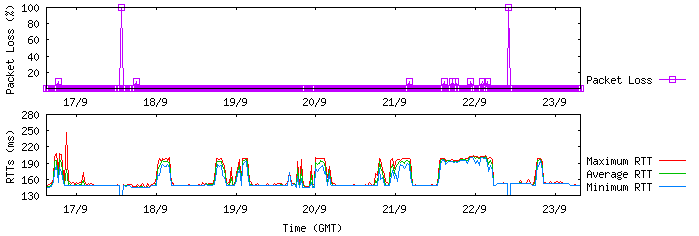 Packet Loss (%)
100
80
60
40
20
17/9 18/9 19/9 20/9 21/9 22/9 23/9
Packet Loss
RTTs (ms)
280
250
220
190
160
130
17/9 18/9 19/9 20/9 21/9 22/9 23/9
Time (GMT)
Maximum RTT
Average RTT
Minimum RTT